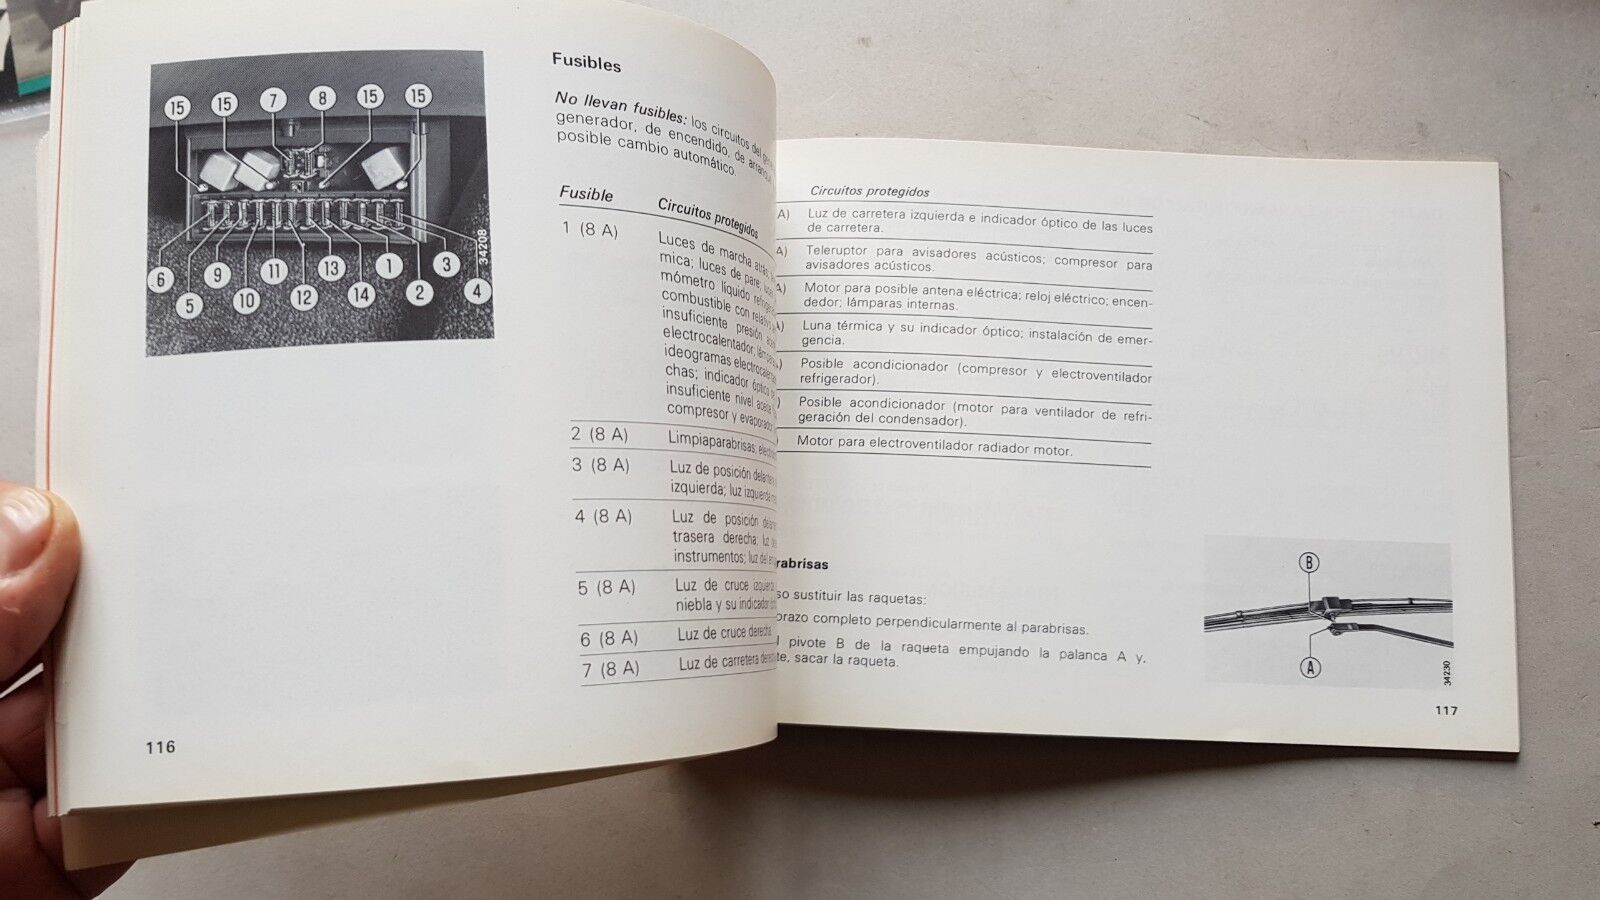 15 15 7 8 15 15
34208
6 9 11 13 1 3
5 10 12 14 2 4
Fusibles
No llevan fusibles: los circuitos del
generador, de encendido, de arranque
posible cambio automático.
Fusible Circuitos protegidos
1 (8 A) Luces de marcha atrás,
mica; luces de pare;
mómetro líquido
combustible con
insuficiente presión
electrocalentador,
ideogramas
chas; indicador óptico
insuficiente nivel aceite
compresor y evaporador
2 (8 A) Limpiaparabrisas;
3 (8 A) Luz de posición
izquierda; luz izquierda
4 (8 A) Luz de posición
trasera derecha,
instrumentos; luz del
5 (8 A) Luz de cruce
niebla y su indicador
6 (8 A) Luz de cruce derecha.
7 (8 A) Luz de carretera
116
Circuitos protegidos
A) Luz de carretera izquierda e indicador óptico de las luces
de carretera.
A) Teleruptor para avisadores acústicos; compresor para
avisadores acústicos.
A) Motor para posible antena eléctrica; reloj eléctrico; encen-
dedor; lámparas internas.
) Luna térmica y su indicador óptico; instalación de emer-
gencia.
) Posible acondicionador (compresor y electroventilador
refrigerador).
) Posible acondicionador (motor para ventilador de refri-
geración del condensador).
) Motor para electroventilador radiador motor.
rabrisas
so sustituir las raquetas:
brazo completo perpendicularmente al parabrisas.
l pivote B de la raqueta empujando la palanca A y,
te, sacar la raqueta.
B
A
34230
117